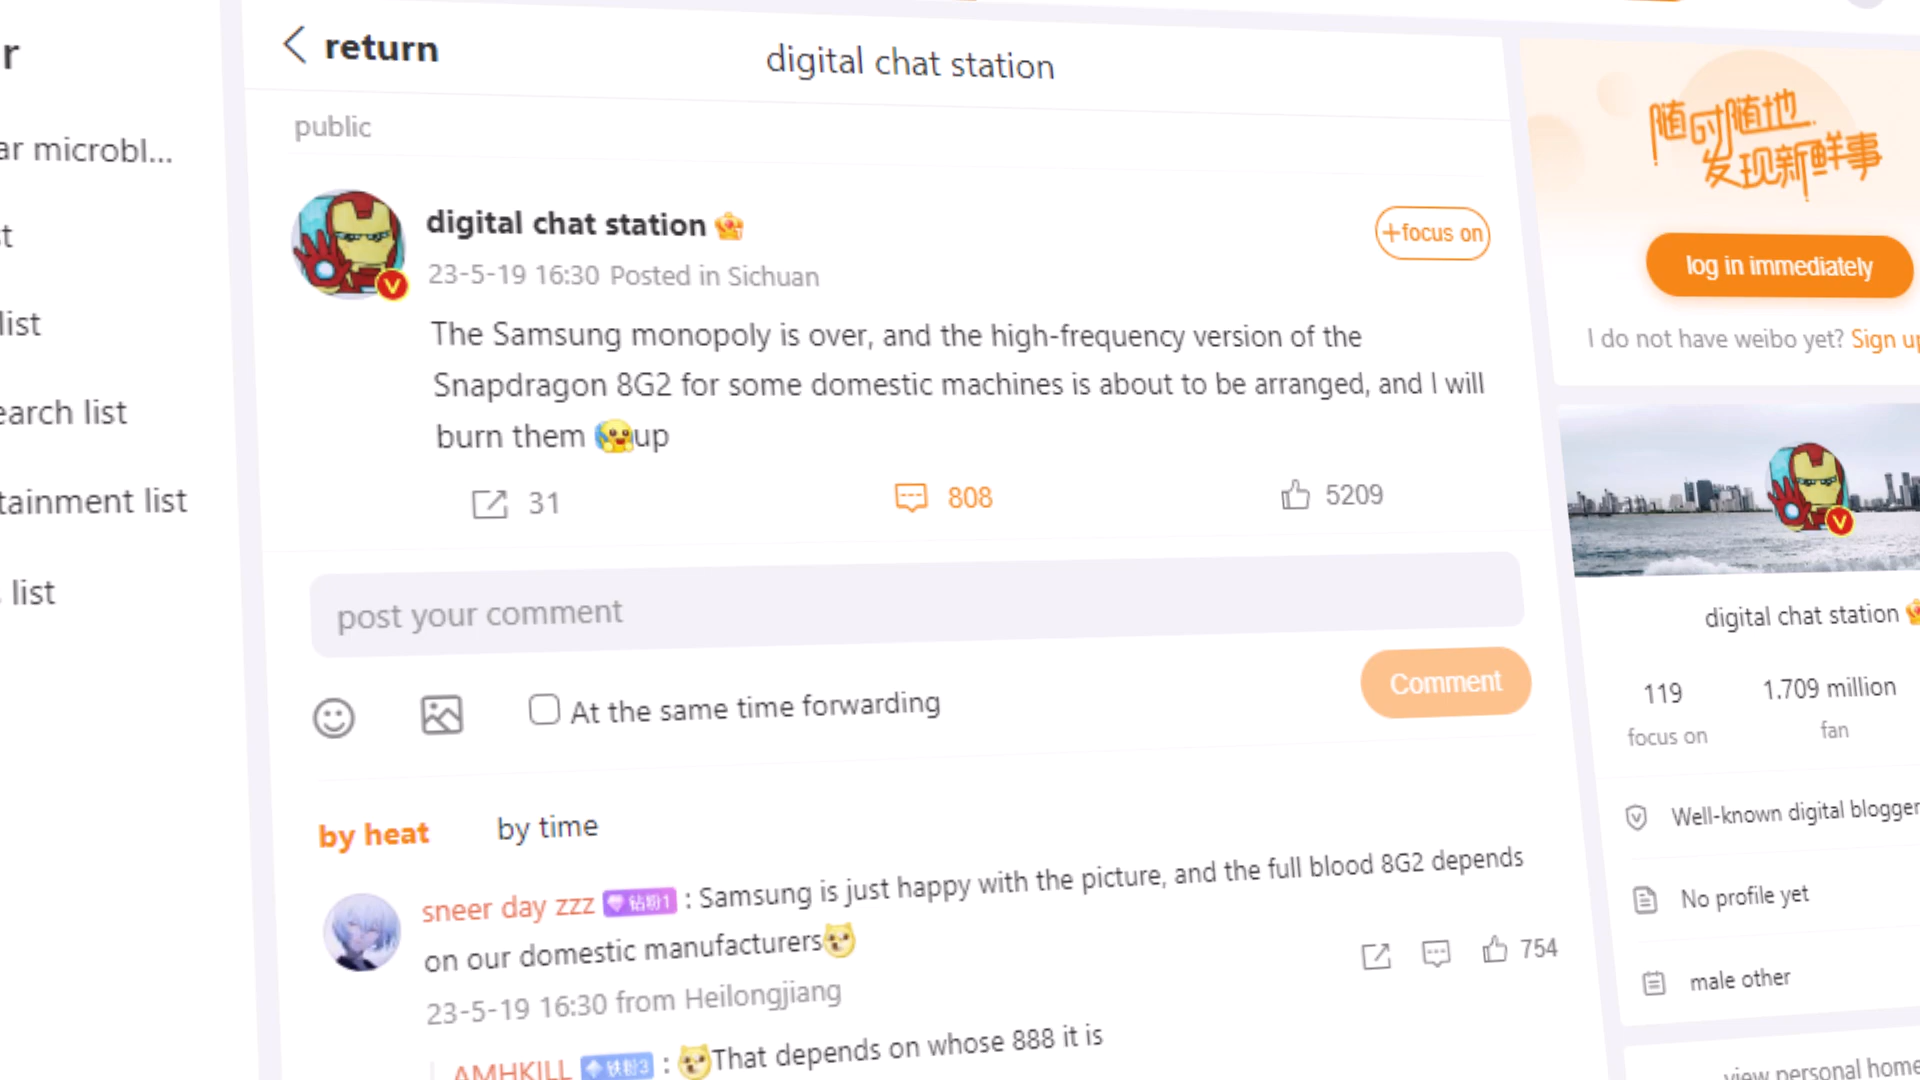 r
return
digital chat station
ar microbl...
t
list
earch list
tainment list
list
public
digital chat station
+focus on
23-5-19 16:30 Posted in Sichuan
The Samsung monopoly is over, and the high-frequency version of the
Snapdragon 8G2 for some domestic machines is about to be arranged, and I will
burn them up
31
808
5209
post your comment
At the same time forwarding
Comment
by heat
by time
sneer day zzz 钻粉1 : Samsung is just happy with the picture, and the full blood 8G2 depends
on our domestic manufacturers
754
23-5-19 16:30 from Heilongjiang
AMHKILL 铁粉3 : That depends on whose 888 it is
随时随地
发现新鲜事
log in immediately
I do not have weibo yet? Sign up
digital chat station
119
1.709 million
focus on
fan
Well-known digital blogger
No profile yet
male other
view personal home